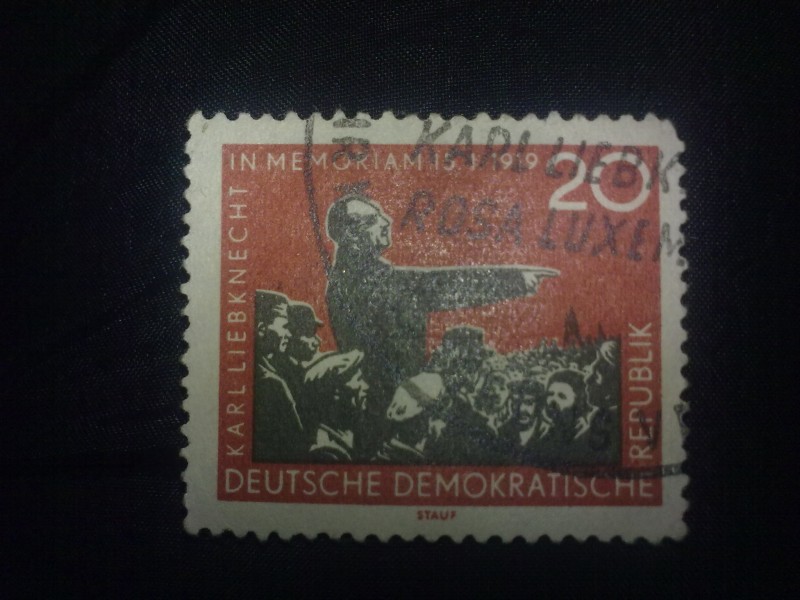 IN MEMORIAM 15.1.1919
20
KARL LIEBKNECHT
KARL LIEBK
ROSA LUXEM
REPUBLIK
DEUTSCHE DEMOKRATISCHE
STAUF